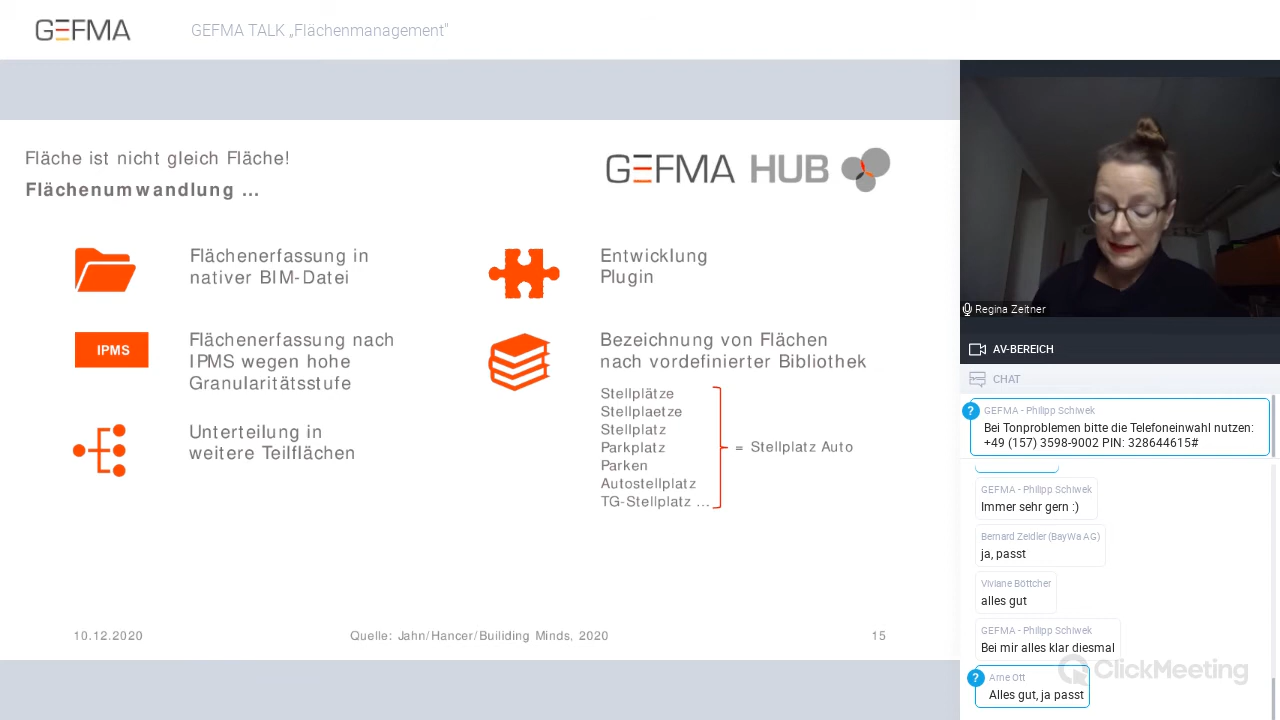 GEFMA
GEFMA TALK „Flächenmanagement"
Fläche ist nicht gleich Fläche!
Flächenumwandlung ...
GEFMA HUB
Flächenerfassung in
nativer BIM-Datei
IPMS
Flächenerfassung nach
IPMS wegen hohe
Granularitätsstufe
Unterteilung in
weitere Teilflächen
Entwicklung
Plugin
Bezeichnung von Flächen
nach vordefinierter Bibliothek
Stellplätze
Stellplaetze
Stellplatz
Parkplatz
Parken
Autostellplatz
TG-Stellplatz ...
= Stellplatz Auto
10.12.2020
Quelle: Jahn/Hancer/Builiding Minds, 2020
15
Regina Zeitner
AV-BEREICH
CHAT
?
GEFMA - Philipp Schiwek
Bei Tonproblemen bitte die Telefoneinwahl nutzen:
+49 (157) 3598-9002 PIN: 328644615#
GEFMA - Philipp Schiwek
Immer sehr gern :)
Bernard Zeidler (BayWa AG)
ja, passt
Viviane Böttcher
alles gut
GEFMA - Philipp Schiwek
Bei mir alles klar diesmal
ClickMeeting
?
Arne Ott
Alles gut, ja passt